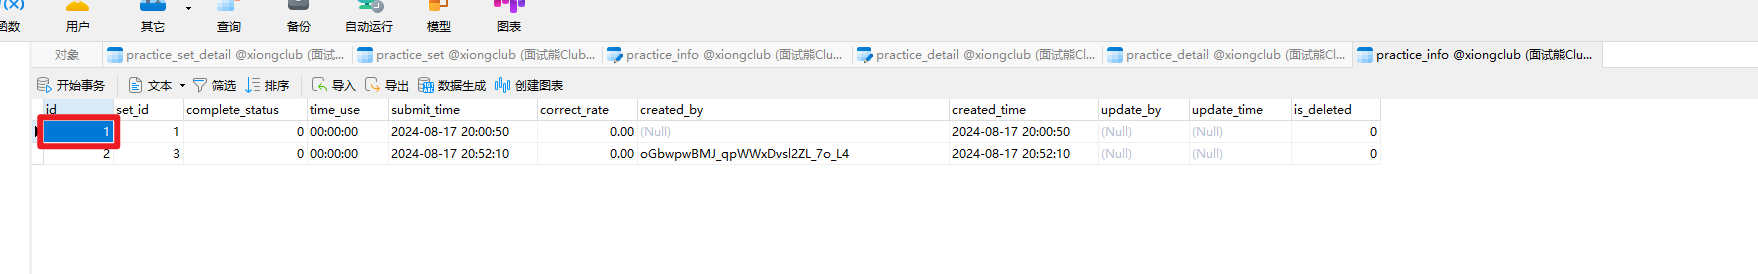 f(x)
函数 用户 其它 查询 备份 自动运行 模型 图表
对象 practice_set_detail @xiongclub (面试熊... practice_set @xiongclub (面试熊Club... practice_info @xiongclub (面试熊Clu... practice_detail @xiongclub (面试熊Cl... practice_detail @xiongclub (面试熊Cl... practice_info @xiongclub (面试熊Clu...
开始事务 文本 筛选 排序 导入 导出 数据生成 创建图表
id set_id complete_status time_use submit_time correct_rate created_by created_time update_by update_time is_deleted
1 1 0 00:00:00 2024-08-17 20:00:50 0.00 (Null) 2024-08-17 20:00:50 (Null) (Null) 0
2 3 0 00:00:00 2024-08-17 20:52:10 0.00 oGbwpwBMJ_qpWWxDvsl2ZL_7o_L4 2024-08-17 20:52:10 (Null) (Null) 0